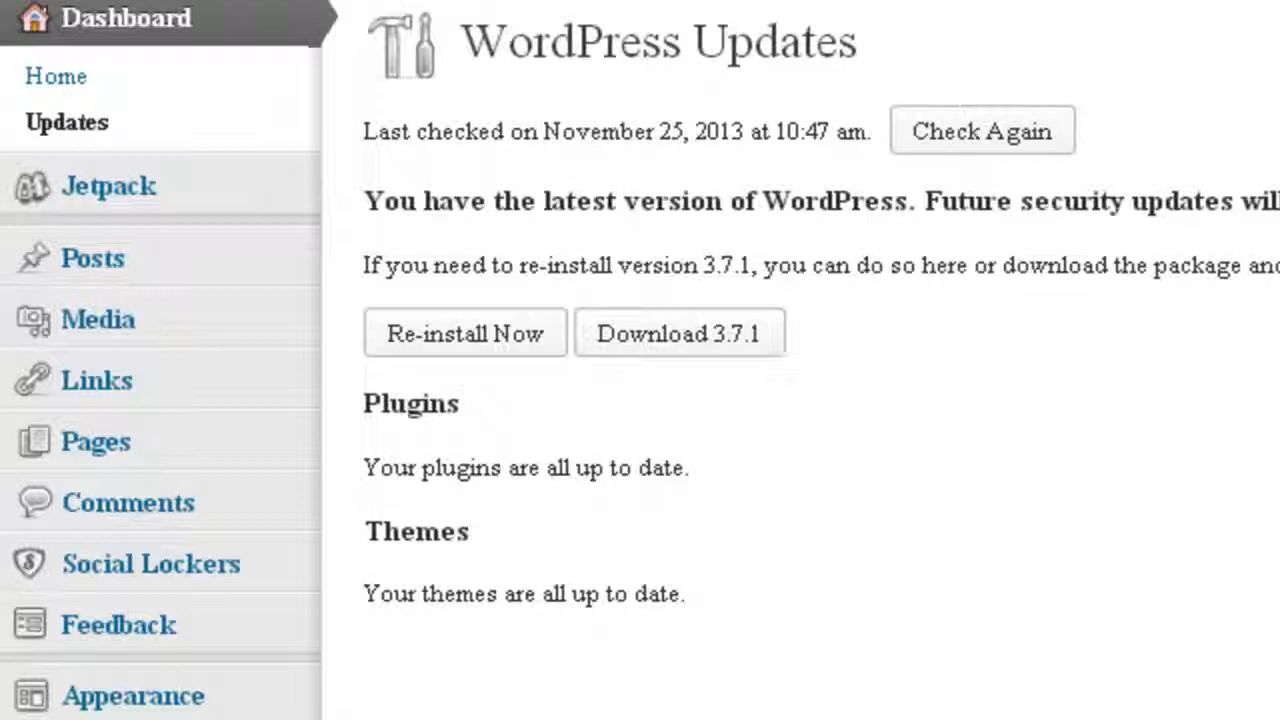 Dashboard
Home
Updates
Jetpack
Posts
Media
Links
Pages
Comments
Social Lockers
Feedback
Appearance
WordPress Updates
Last checked on November 25, 2013 at 10:47 am.
Check Again
You have the latest version of WordPress. Future security updates will
If you need to re-install version 3.7.1, you can do so here or download the package and
Re-install Now
Download 3.7.1
Plugins
Your plugins are all up to date.
Themes
Your themes are all up to date.